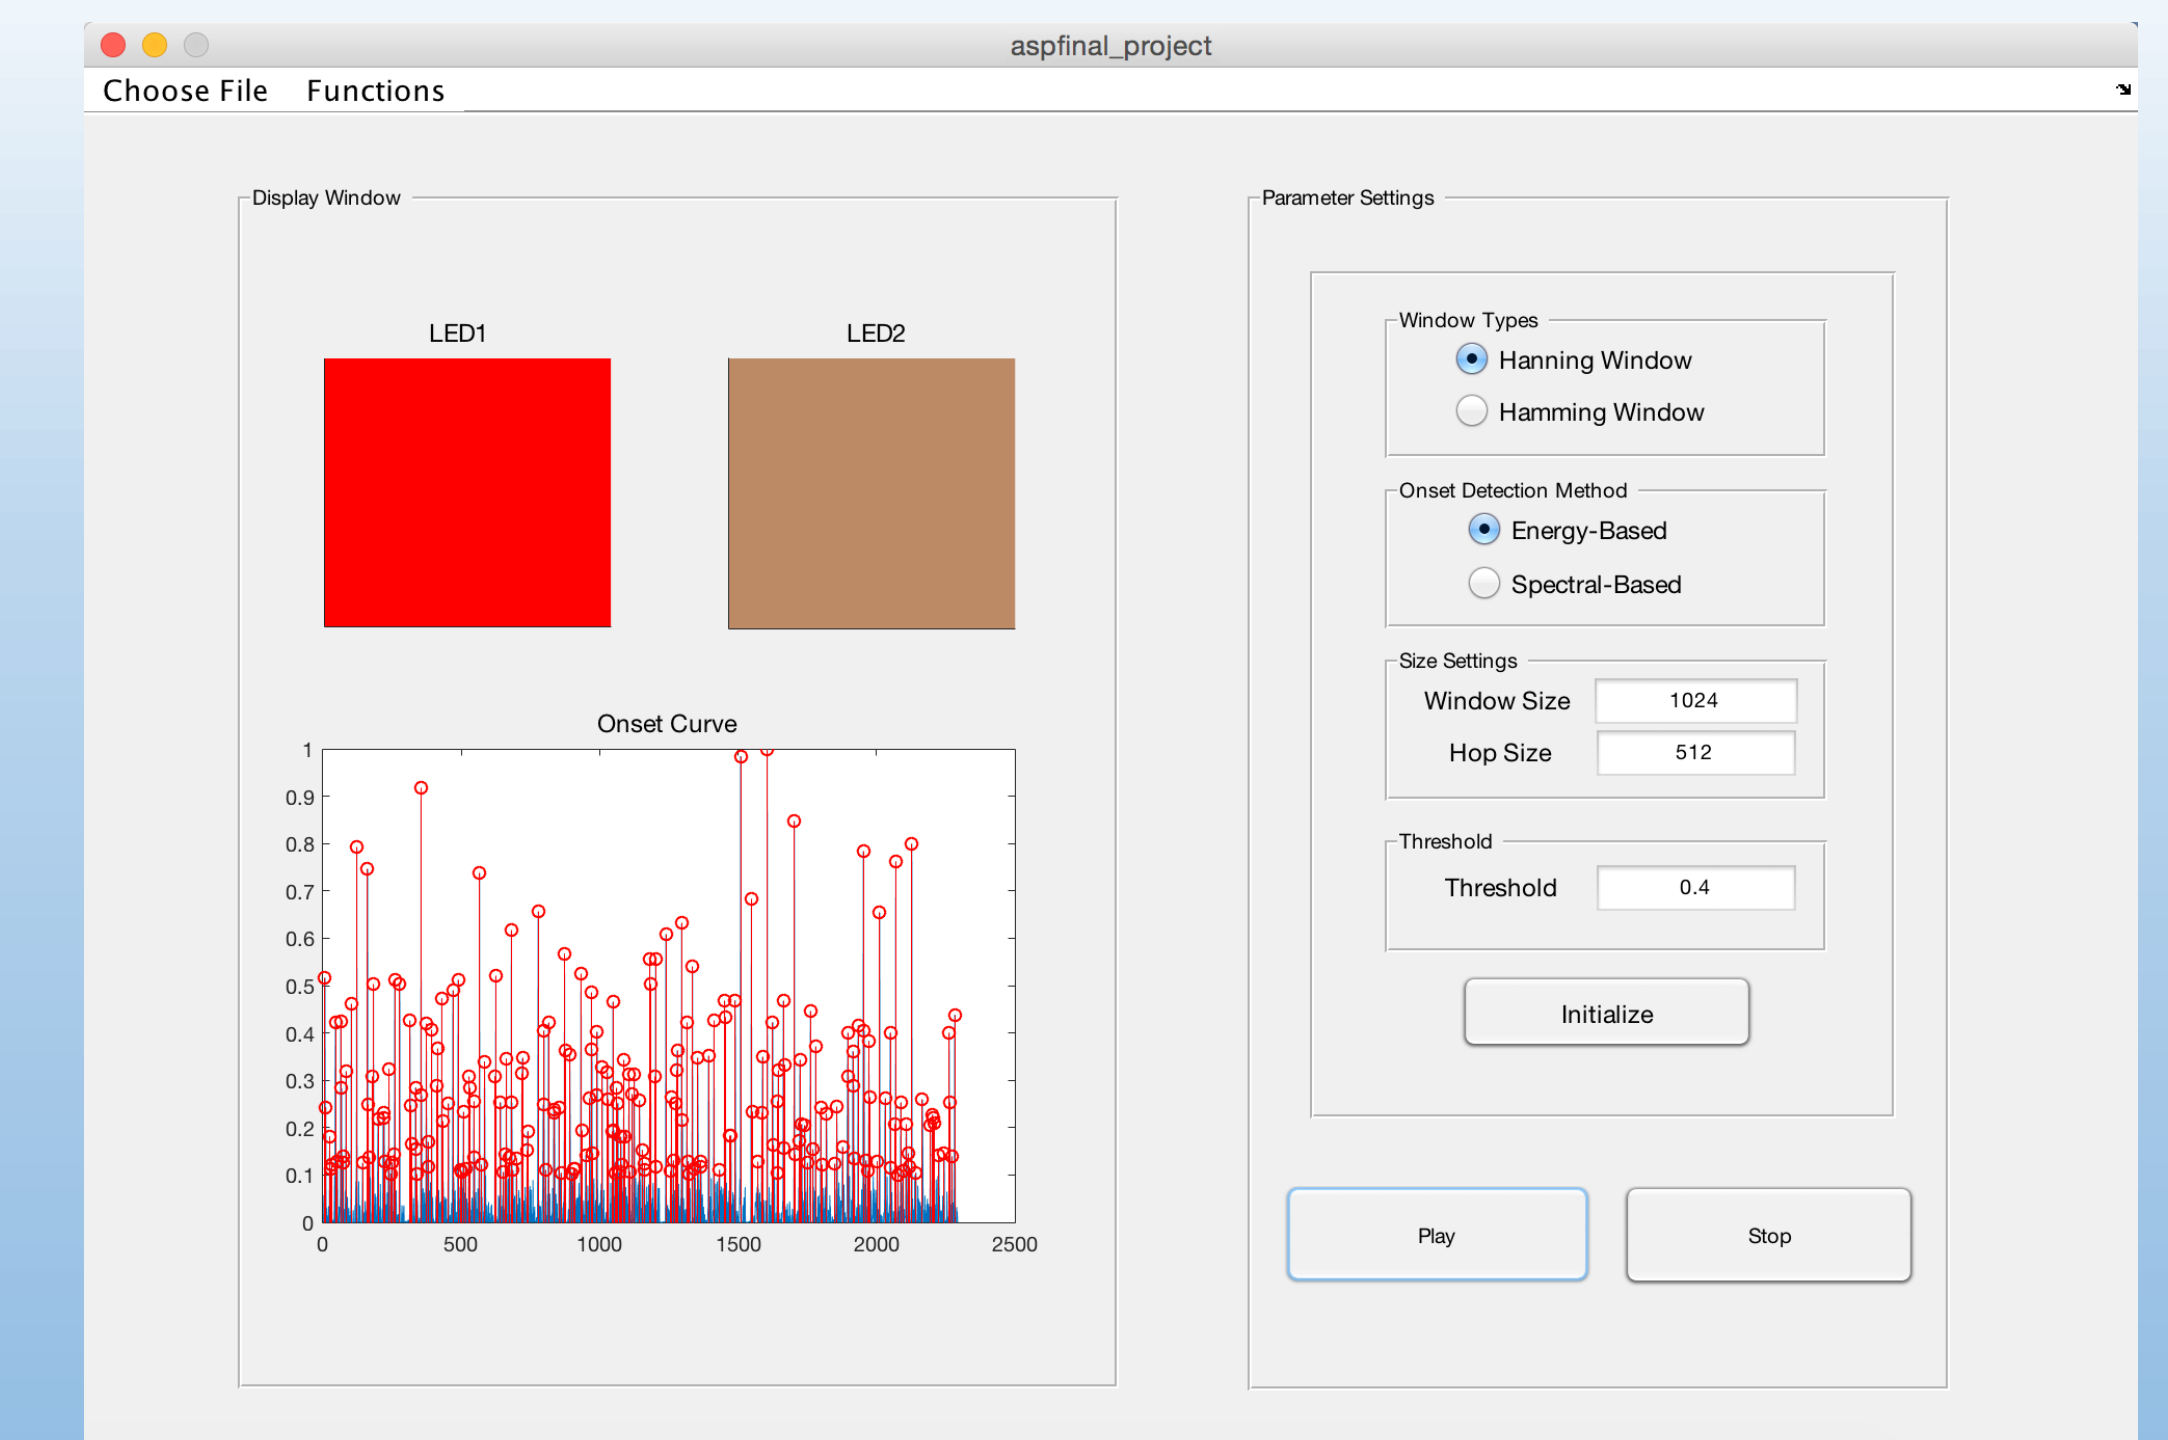 aspfinal_project
Choose File Functions
Display Window
LED1 LED2
Onset Curve
1
0.9
0.8
0.7
0.6
0.5
0.4
0.3
0.2
0.1
0
0 500 1000 1500 2000 2500
Parameter Settings
Window Types
Hanning Window
Hamming Window
Onset Detection Method
Energy-Based
Spectral-Based
Size Settings
Window Size 1024
Hop Size 512
Threshold
Threshold 0.4
Initialize
Play Stop